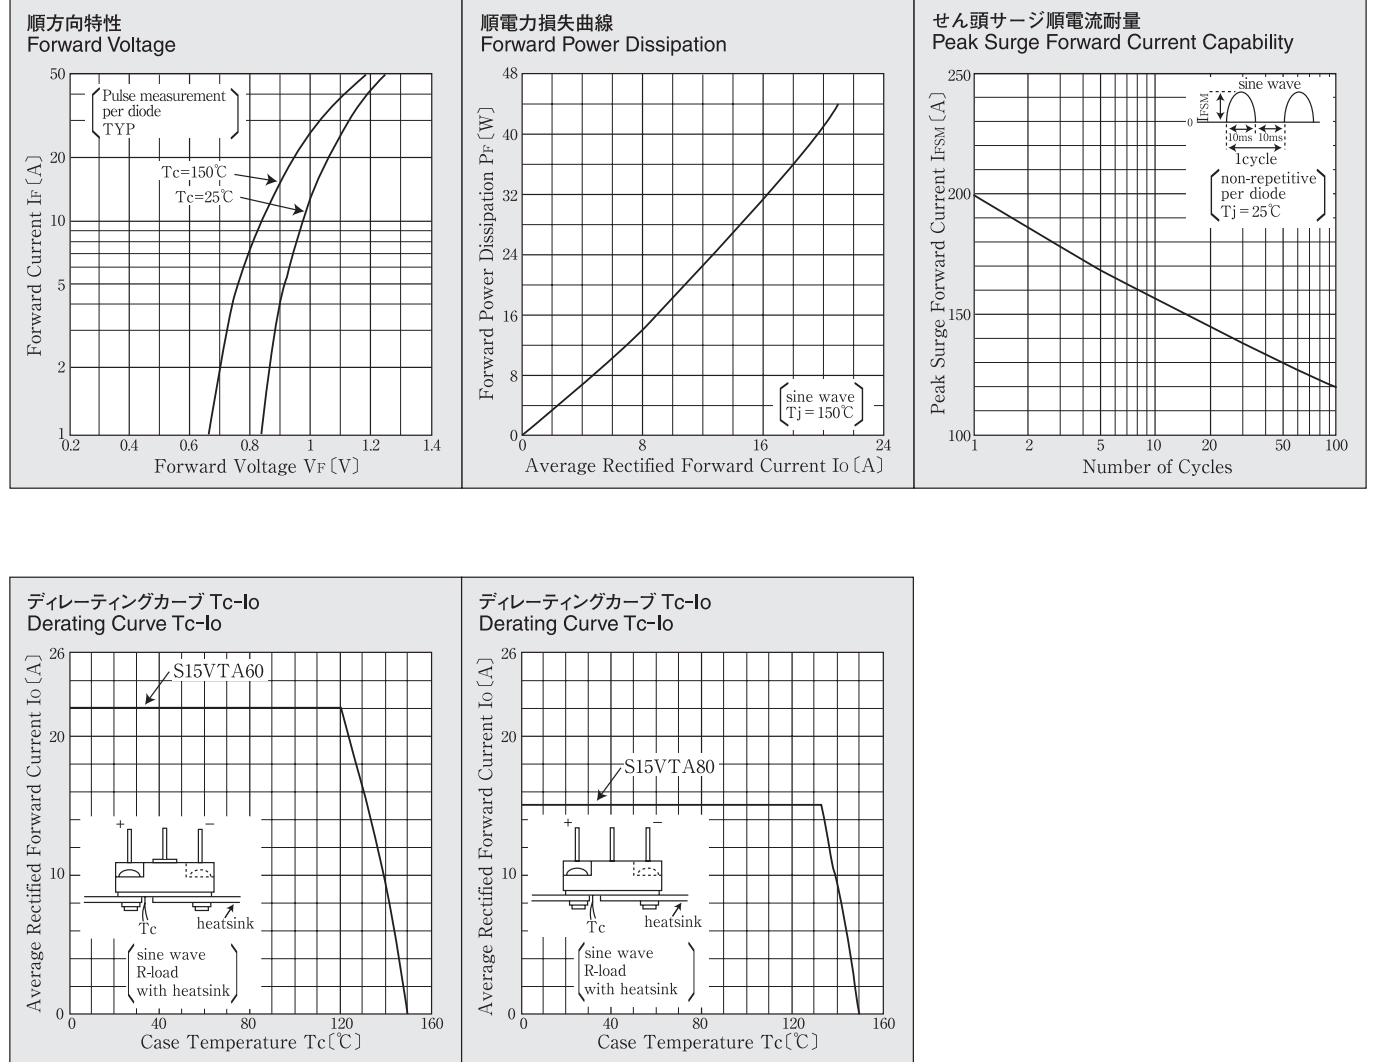 順方向特性
Forward Voltage
50
20
10
5
2
1
Forward Current IF〔A〕
Pulse measurement
per diode
TYP
Tc=150℃
Tc=25℃
0.2 0.4 0.6 0.8 1 1.2 1.4
Forward Voltage VF〔V〕
順電力損失曲線
Forward Power Dissipation
48
40
32
24
16
8
0
Forward Power Dissipation PF〔W〕
sine wave
Tj = 150℃
0 8 16 24
Average Rectified Forward Current Io〔A〕
せん頭サージ順電流耐量
Peak Surge Forward Current Capability
250
200
150
100
Peak Surge Forward Current IFSM〔A〕
sine wave
IFSM
0
10ms 10ms
1cycle
non-repetitive
per diode
Tj = 25℃
1 2 5 10 20 50 100
Number of Cycles
ディレーティングカーブ Tc-Io
Derating Curve Tc-Io
26
20
10
0
Average Rectified Forward Current Io〔A〕
S15VTA60
+ −
Tc
heatsink
sine wave
R-load
with heatsink
0 40 80 120 160
Case Temperature Tc〔℃〕
ディレーティングカーブ Tc-Io
Derating Curve Tc-Io
26
20
10
0
Average Rectified Forward Current Io〔A〕
S15VTA80
+ −
Tc
heatsink
sine wave
R-load
with heatsink
0 40 80 120 160
Case Temperature Tc〔℃〕